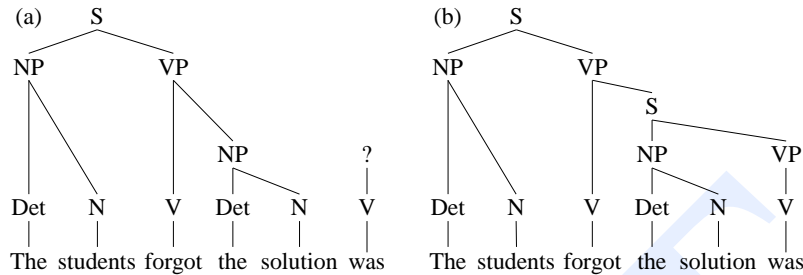 (a) S (b) S
NP VP NP VP
S
NP ? NP VP
Det N V Det N V Det N V Det N V
The students forgot the solution was The students forgot the solution was